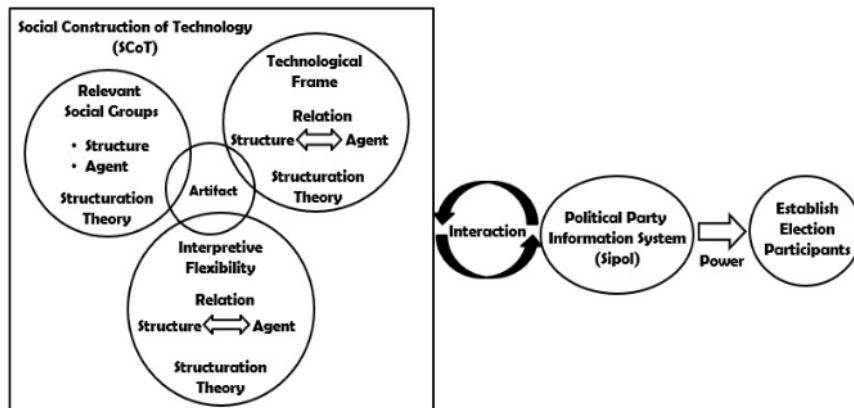 Social Construction of Technology
(SCoT)
Relevant
Social Groups
• Structure
• Agent
Structuration
Theory
Technological
Frame
Relation
Structure Agent
Structuration
Theory
Artifact
Interpretive
Flexibility
Relation
Structure Agent
Structuration
Theory
Interaction
Political Party
Information System
(Sipol)
Power
Establish
Election
Participants